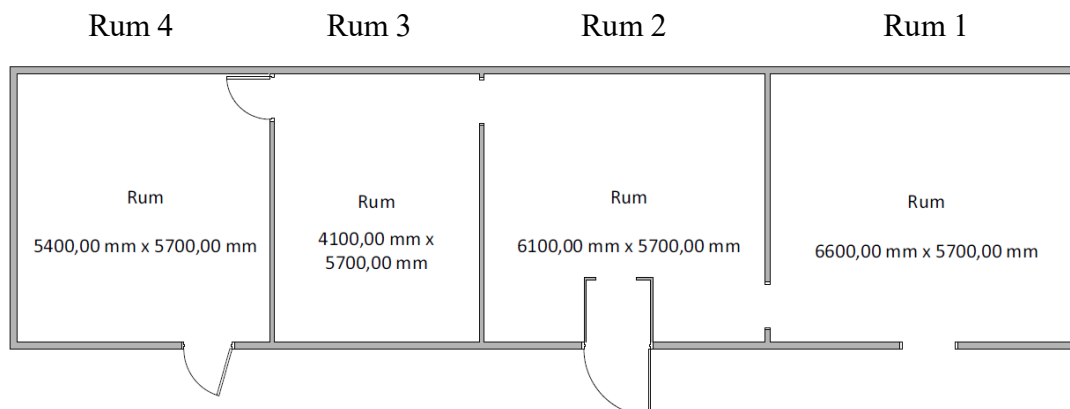 Rum 4
Rum 3
Rum 2
Rum 1
Rum
5400,00 mm x 5700,00 mm
Rum
4100,00 mm x
5700,00 mm
Rum
6100,00 mm x 5700,00 mm
Rum
6600,00 mm x 5700,00 mm